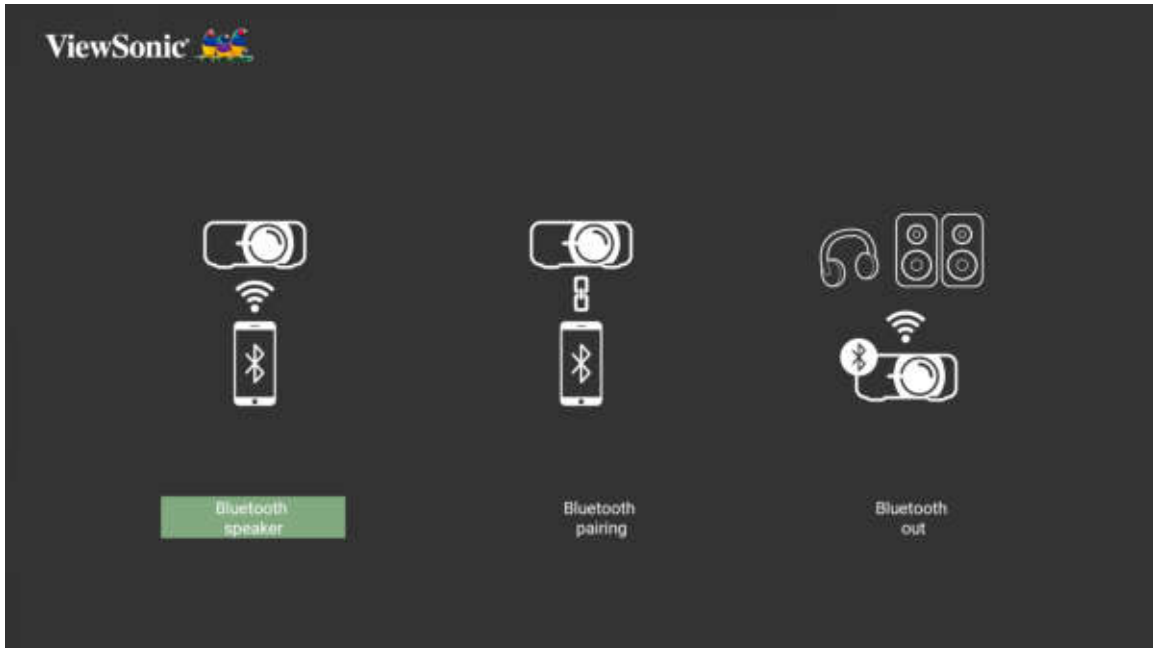 ViewSonic
Bluetooth
speaker
Bluetooth
pairing
Bluetooth
out